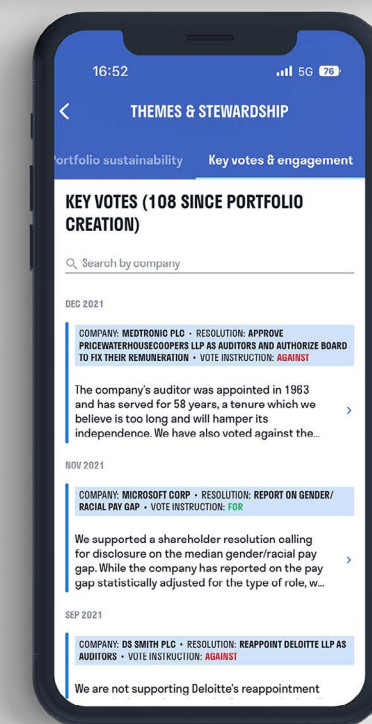 16:52
5G 76
THEMES & STEWARDSHIP
ortfolio sustainability Key votes & engagement
KEY VOTES (108 SINCE PORTFOLIO
CREATION)
Search by company
DEC 2021
COMPANY: MEDTRONIC PLC • RESOLUTION: APPROVE
PRICEWATERHOUSECOOPERS LLP AS AUDITORS AND AUTHORIZE BOARD
TO FIX THEIR REMUNERATION • VOTE INSTRUCTION: AGAINST
The company's auditor was appointed in 1963
and has served for 58 years, a tenure which we
believe is too long and will hamper its
independence. We have also voted against the...
NOV 2021
COMPANY: MICROSOFT CORP • RESOLUTION: REPORT ON GENDER/
RACIAL PAY GAP • VOTE INSTRUCTION: FOR
We supported a shareholder resolution calling
for disclosure on the median gender/racial pay
gap. While the company has reported on the pay
gap statistically adjusted for the type of role, w...
SEP 2021
COMPANY: DS SMITH PLC • RESOLUTION: REAPPOINT DELOITTE LLP AS
AUDITORS • VOTE INSTRUCTION: AGAINST
We are not supporting Deloitte's reappointment